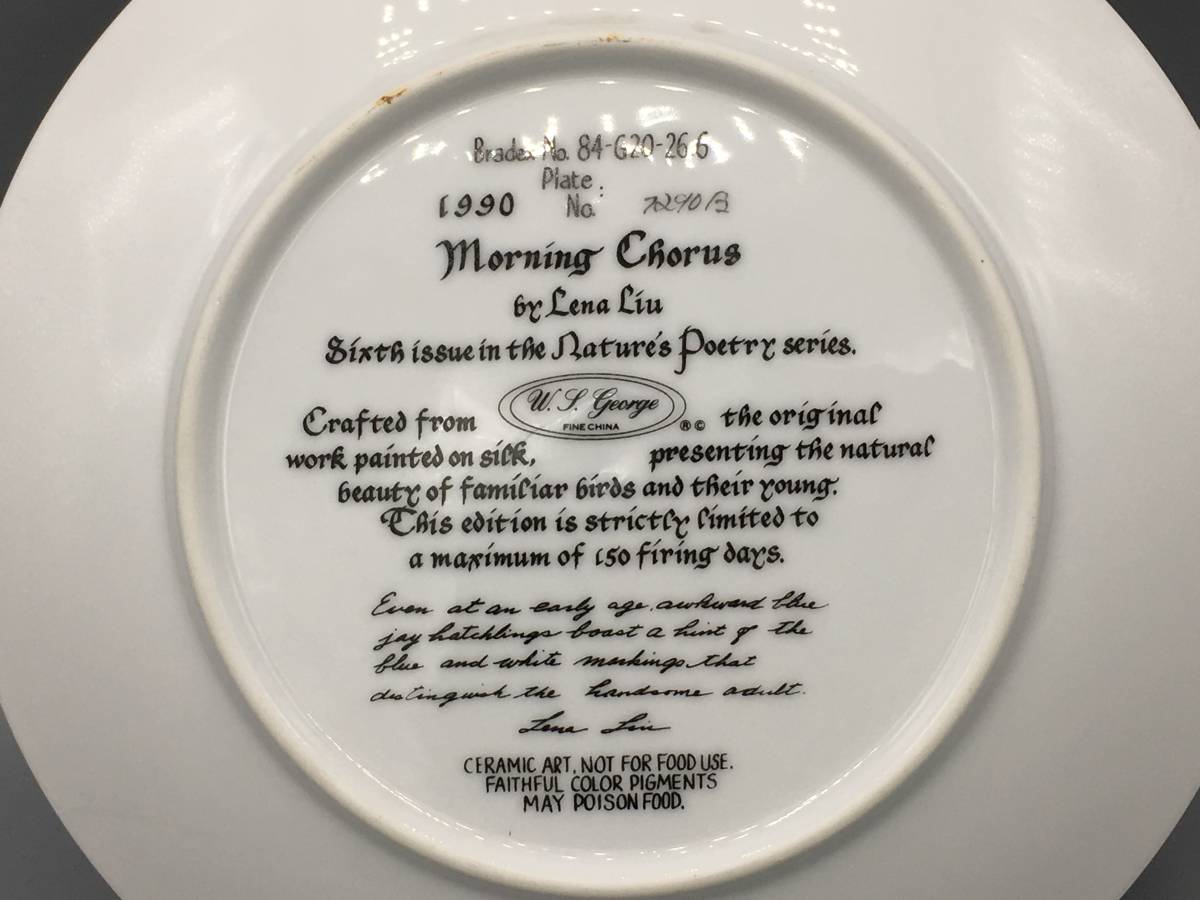 Bradex No. 84-G20-26.6
Plate
1990 No. 7290B
Morning Chorus
by Lena Liu
Sixth issue in the Nature's Poetry series.
Crafted from W. S. George FINE CHINA ® © the original
work painted on silk, presenting the natural
beauty of familiar birds and their young.
This edition is strictly limited to
a maximum of 150 firing days.
Even at an early age, awkward blue
jay hatchlings boast a hint of the
blue and white markings that
distinguish the handsome adult.
Lena Liu
CERAMIC ART, NOT FOR FOOD USE.
FAITHFUL COLOR PIGMENTS
MAY POISON FOOD.